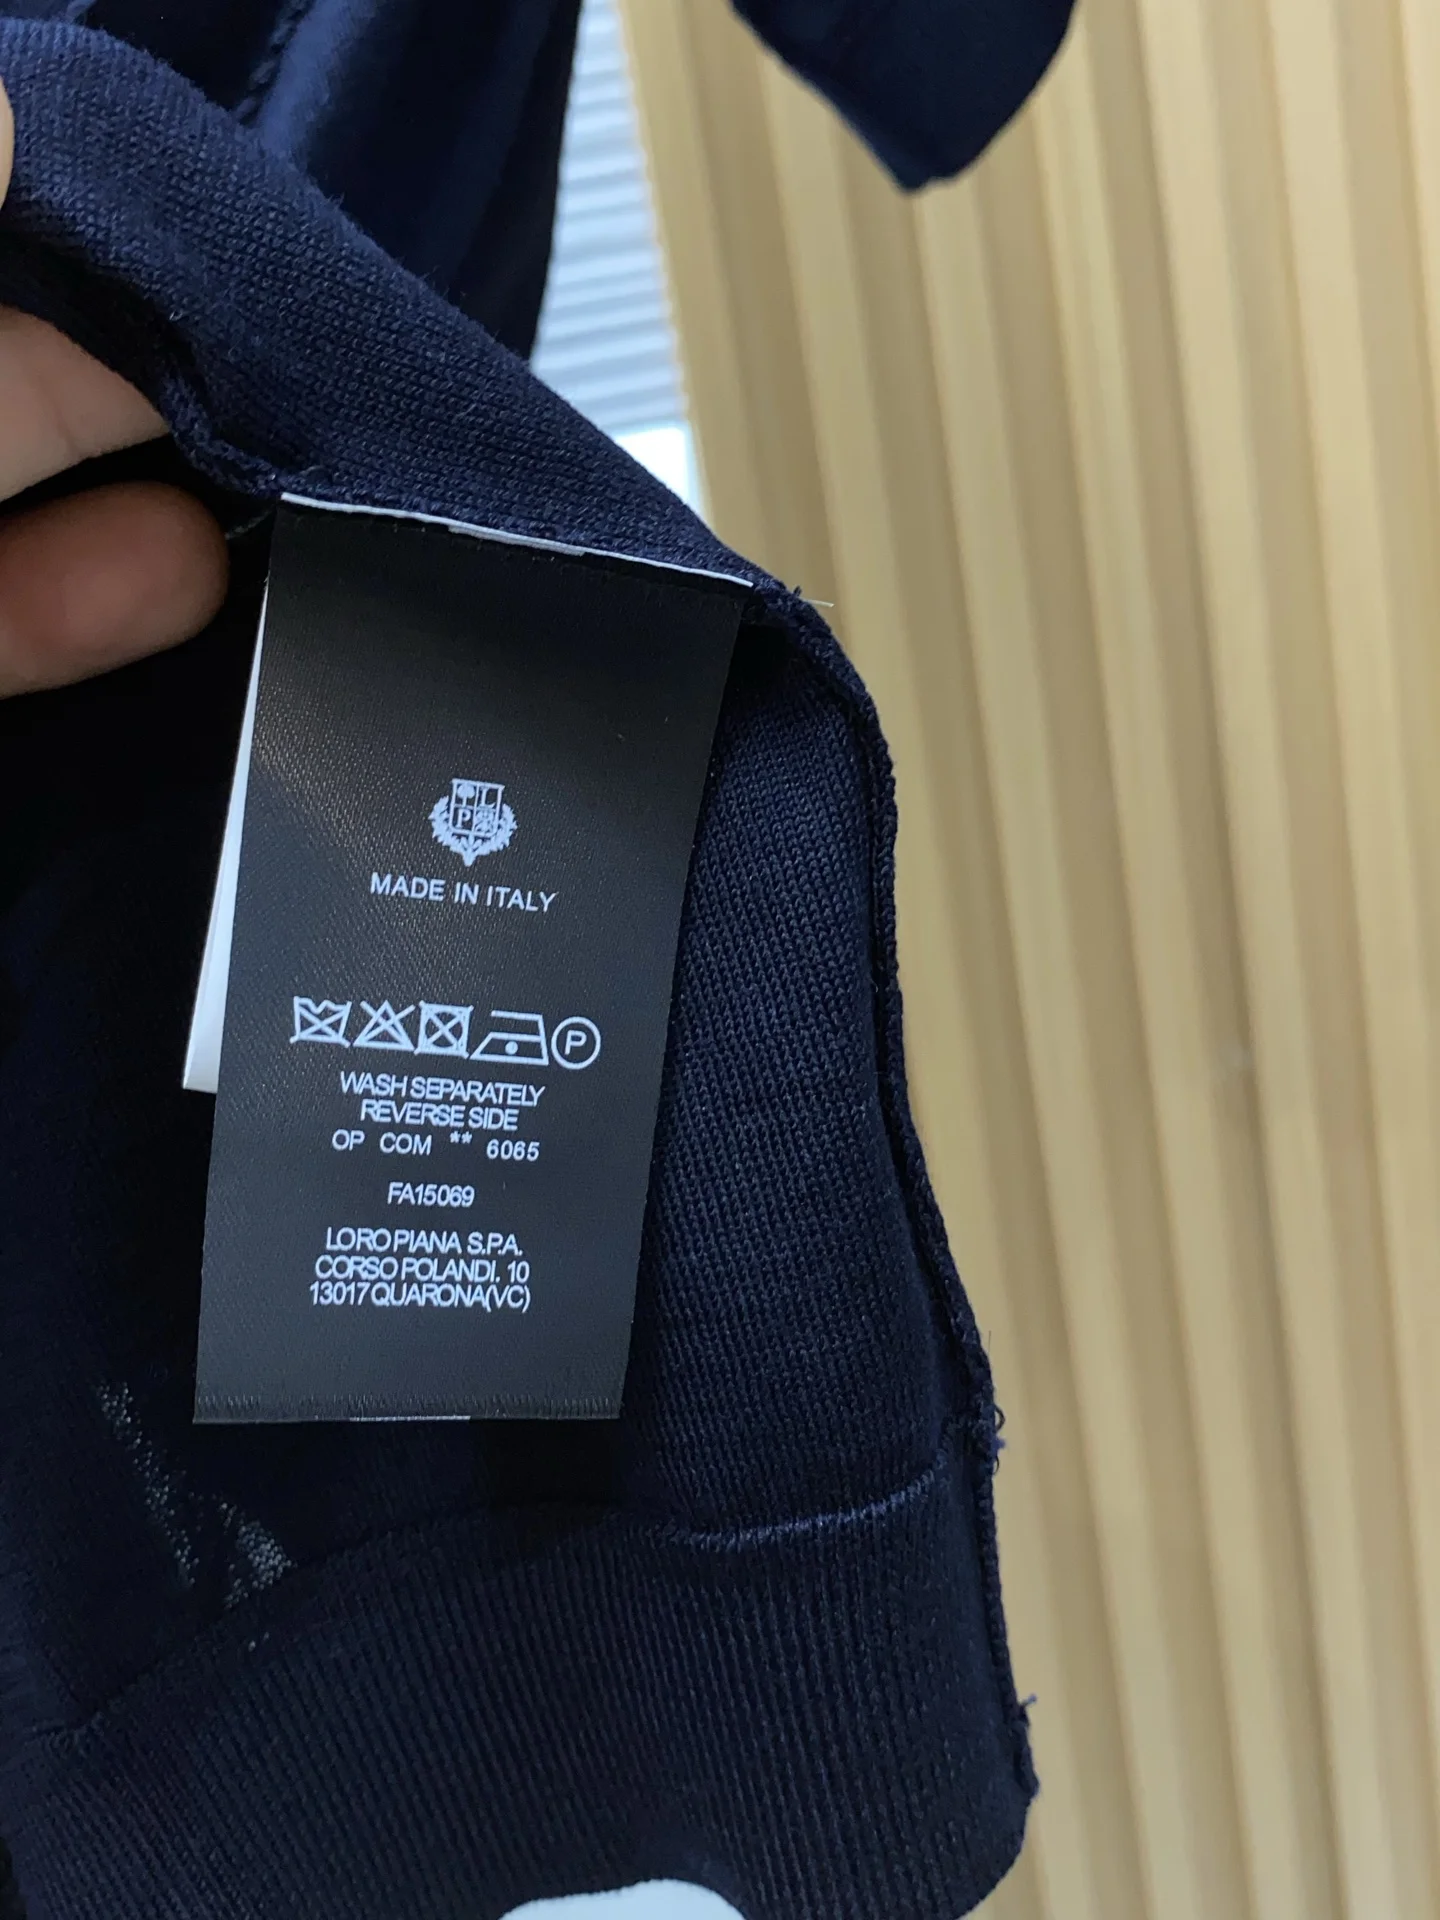 L
P
MADE IN ITALY
P
WASH SEPARATELY
REVERSE SIDE
OP COM ** 6065
FA15069
LORO PIANA S.P.A.
CORSO POLANDI. 10
13017 QUARONA(VC)